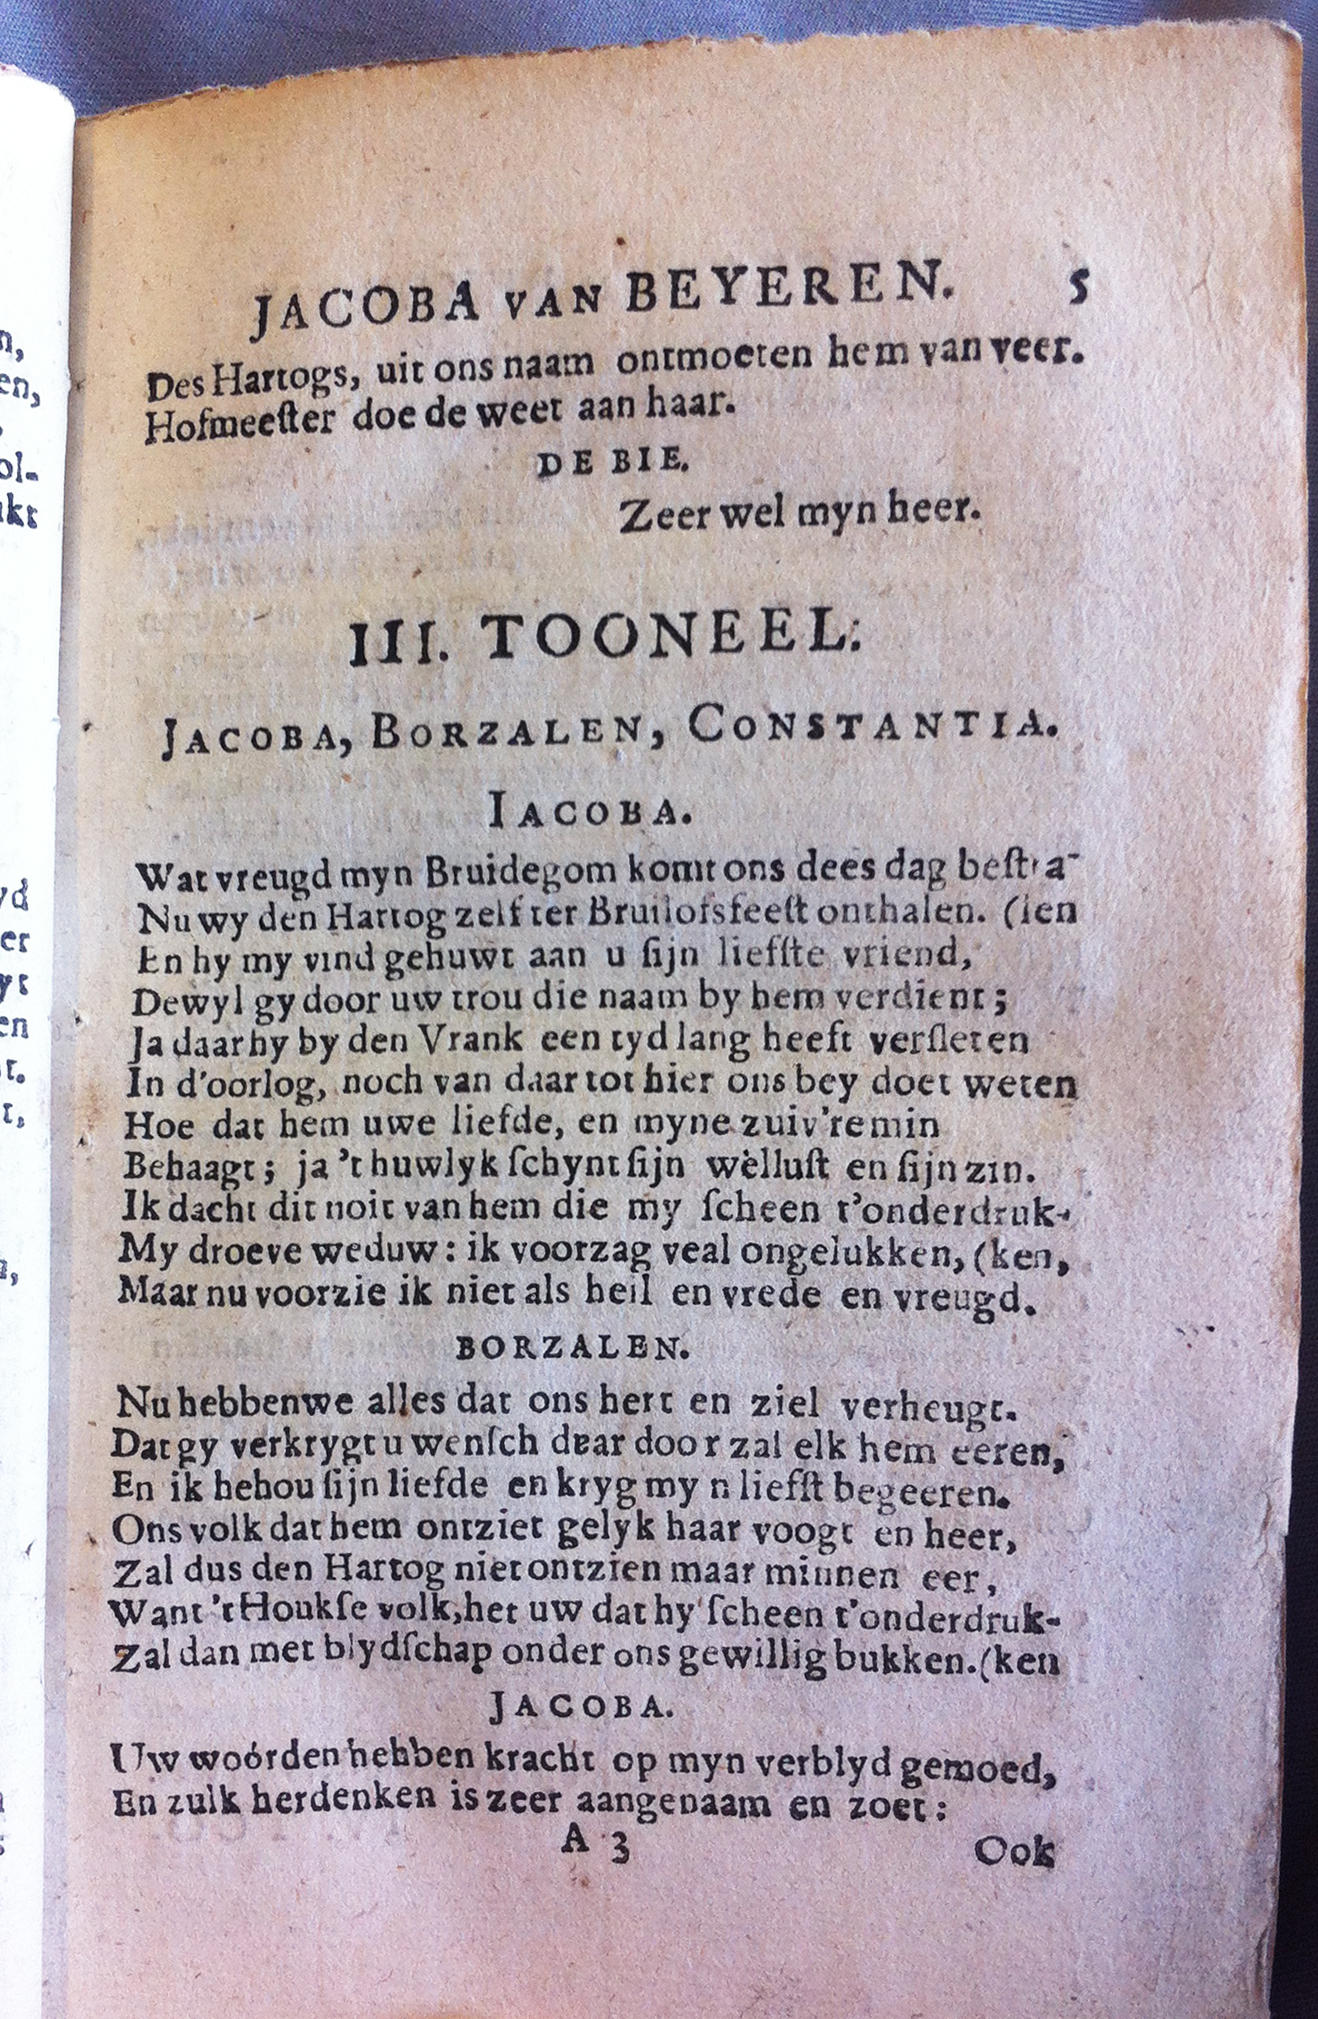 JACOBA VAN BEYEREN. 5
Des Hartogs, uit ons naam ontmoeten hem van veer.
Hofmeeſter doe de weet aan haar.
DE BIE.
Zeer wel myn heer.
III. TOONEEL.
JACOBA, BORZALEN, CONSTANTIA.
IACOBA.
Wat vreugd myn Bruidegom komt ons dees dag beſtra-
Nu wy den Hartog zelf ter Bruilofsfeeſt onthalen. (len
En hy my vind gehuwt aan u ſijn liefſte vriend,
Dewyl gy door uw trou die naam by hem verdient;
Ja daar hy by den Vrank een tyd lang heeft verſleten
In d'oorlog, noch van daar tot hier ons bey doet weten
Hoe dat hem uwe liefde, en myne zuiv're min
Behaagt; ja 't huwlyk ſchynt ſijn wèlluſt en ſijn zin.
Ik dacht dit noit van hem die my ſcheen t'onderdruk-
My droeve weduw: ik voorzag veal ongelukken, (ken,
Maar nu voorzie ik niet als heil en vrede en vreugd.
BORZALEN.
Nu hebbenwe alles dat ons hert en ziel verheugt.
Dat gy verkrygt u wenſch daar door zal elk hem eeren,
En ik behou ſijn liefde en kryg myn liefſt begeeren.
Ons volk dat hem ontziet gelyk haar voogt en heer,
Zal dus den Hartog niet ontzien maar minnen eer,
Want 't Houkſe volk, het uw dat hy ſcheen t'onderdruk-
Zal dan met blydſchap onder ons gewillig bukken. (ken
JACOBA.
Uw woórden hebben kracht op myn verblyd gemoed,
En zulk herdenken is zeer aangenaam en zoet:
A 3 Ook
n,
en,
ol-
ukt
yd
er
yt
en
t.
t,
n,